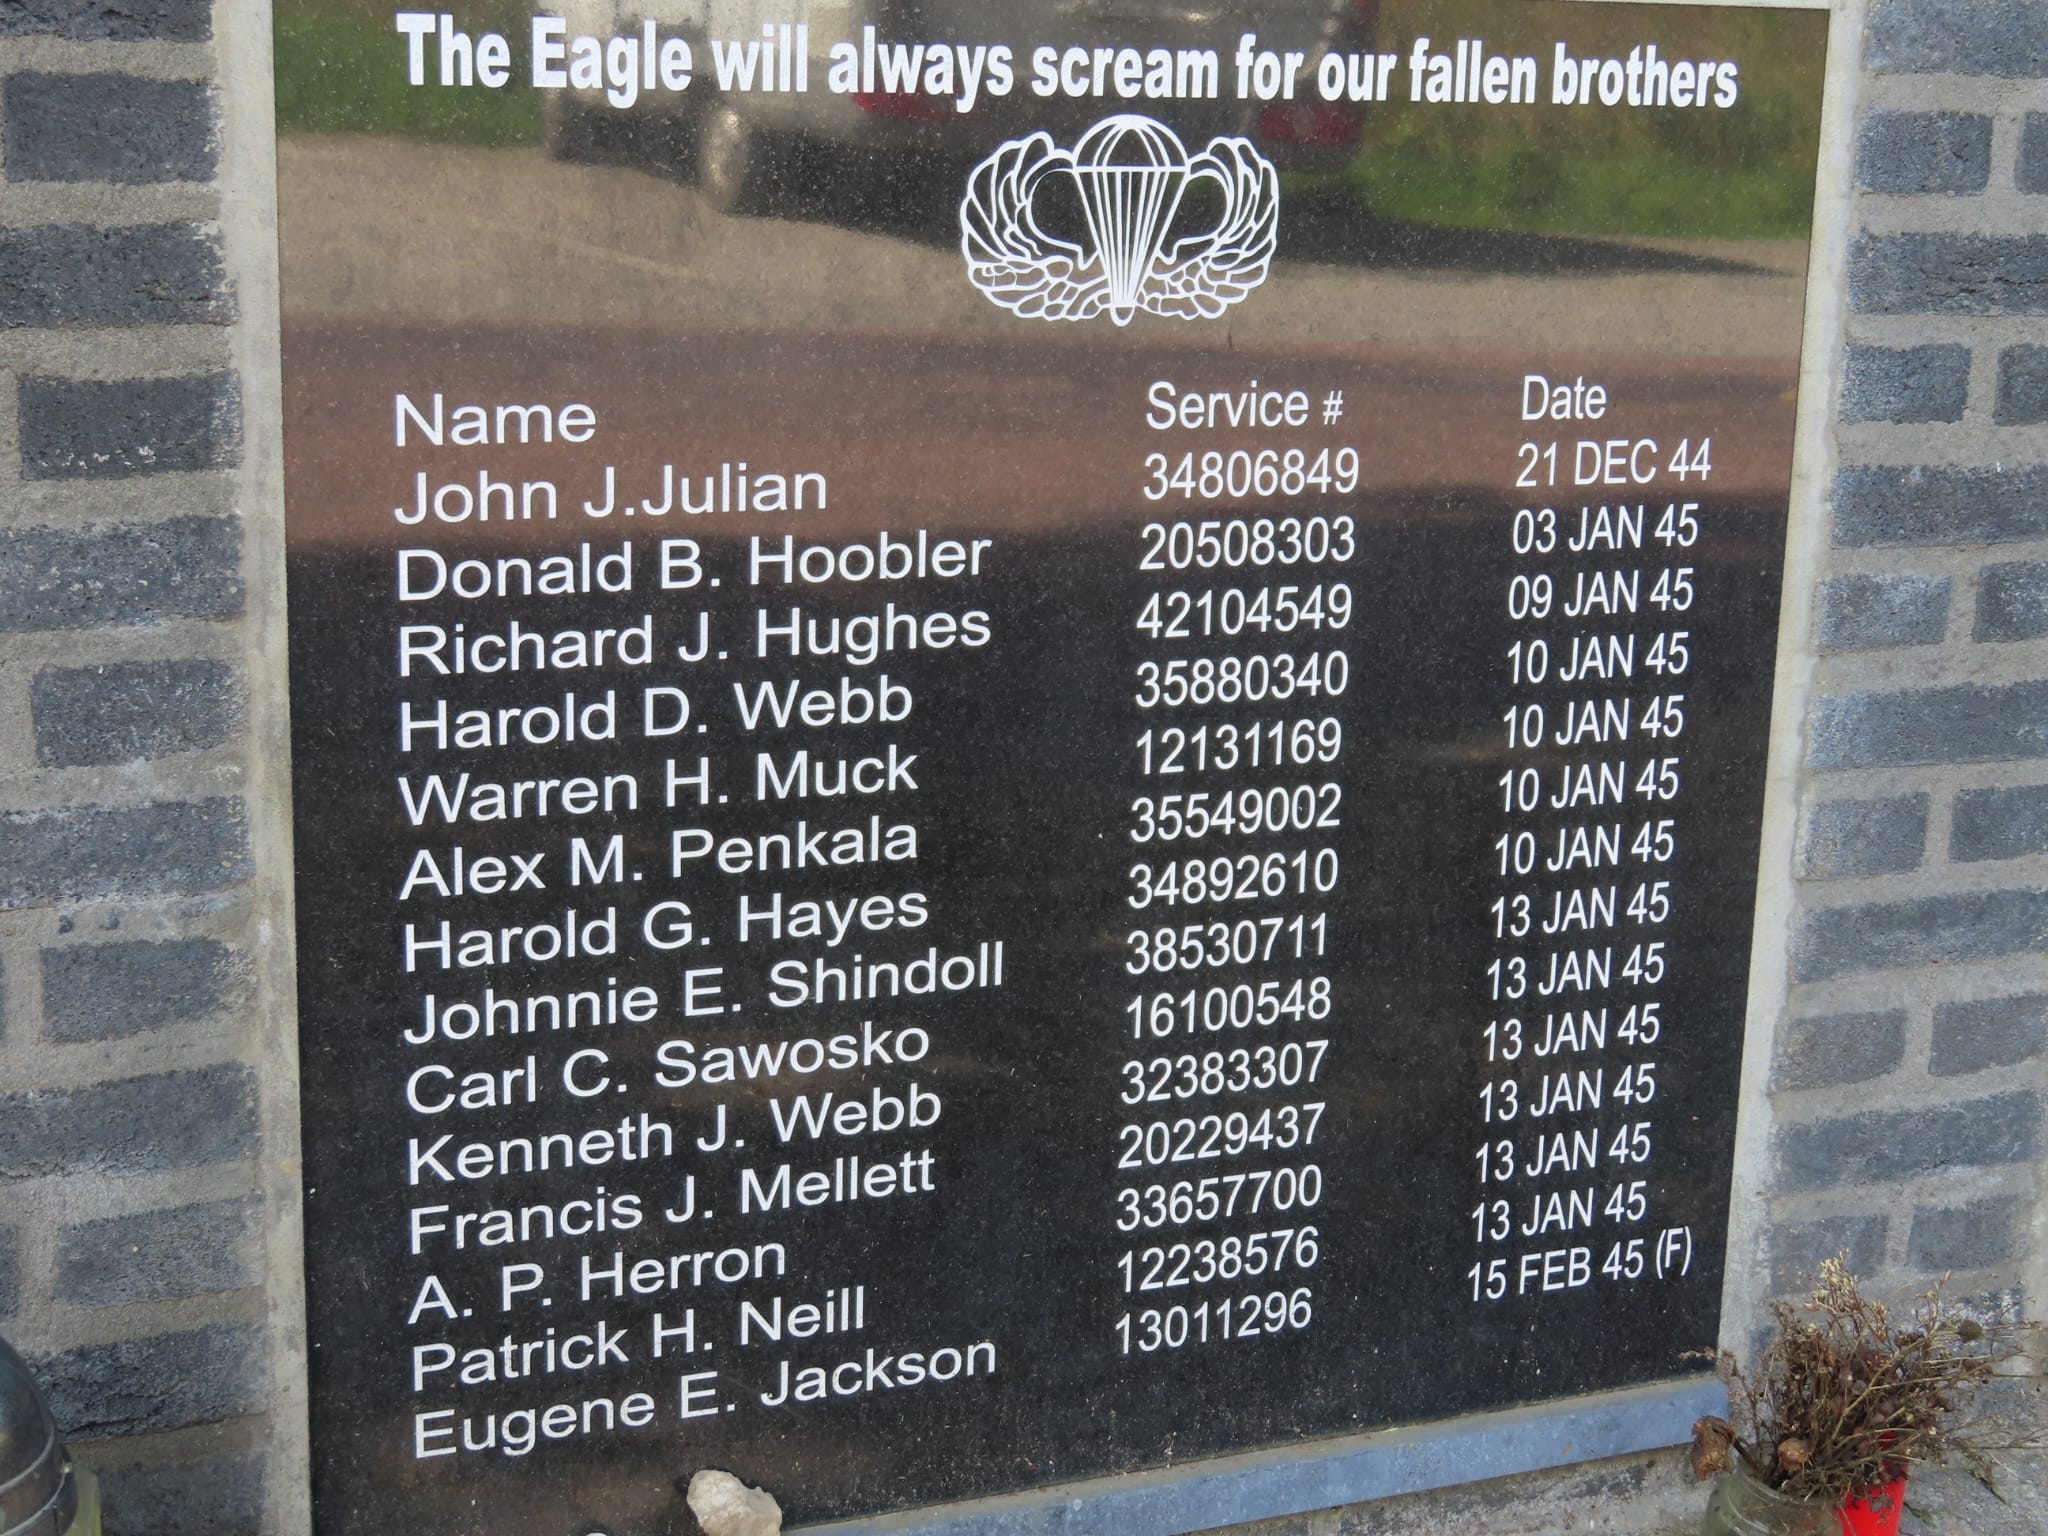 The Eagle will always scream for our fallen brothers
Name Service # Date
John J.Julian 34806849 21 DEC 44
Donald B. Hoobler 20508303 03 JAN 45
Richard J. Hughes 42104549 09 JAN 45
Harold D. Webb 35880340 10 JAN 45
Warren H. Muck 12131169 10 JAN 45
Alex M. Penkala 35549002 10 JAN 45
Harold G. Hayes 34892610 10 JAN 45
Johnnie E. Shindoll 38530711 13 JAN 45
Carl C. Sawosko 16100548 13 JAN 45
Kenneth J. Webb 32383307 13 JAN 45
Francis J. Mellett 20229437 13 JAN 45
A. P. Herron 33657700 13 JAN 45
Patrick H. Neill 12238576 13 JAN 45
Eugene E. Jackson 13011296 15 FEB 45 (F)